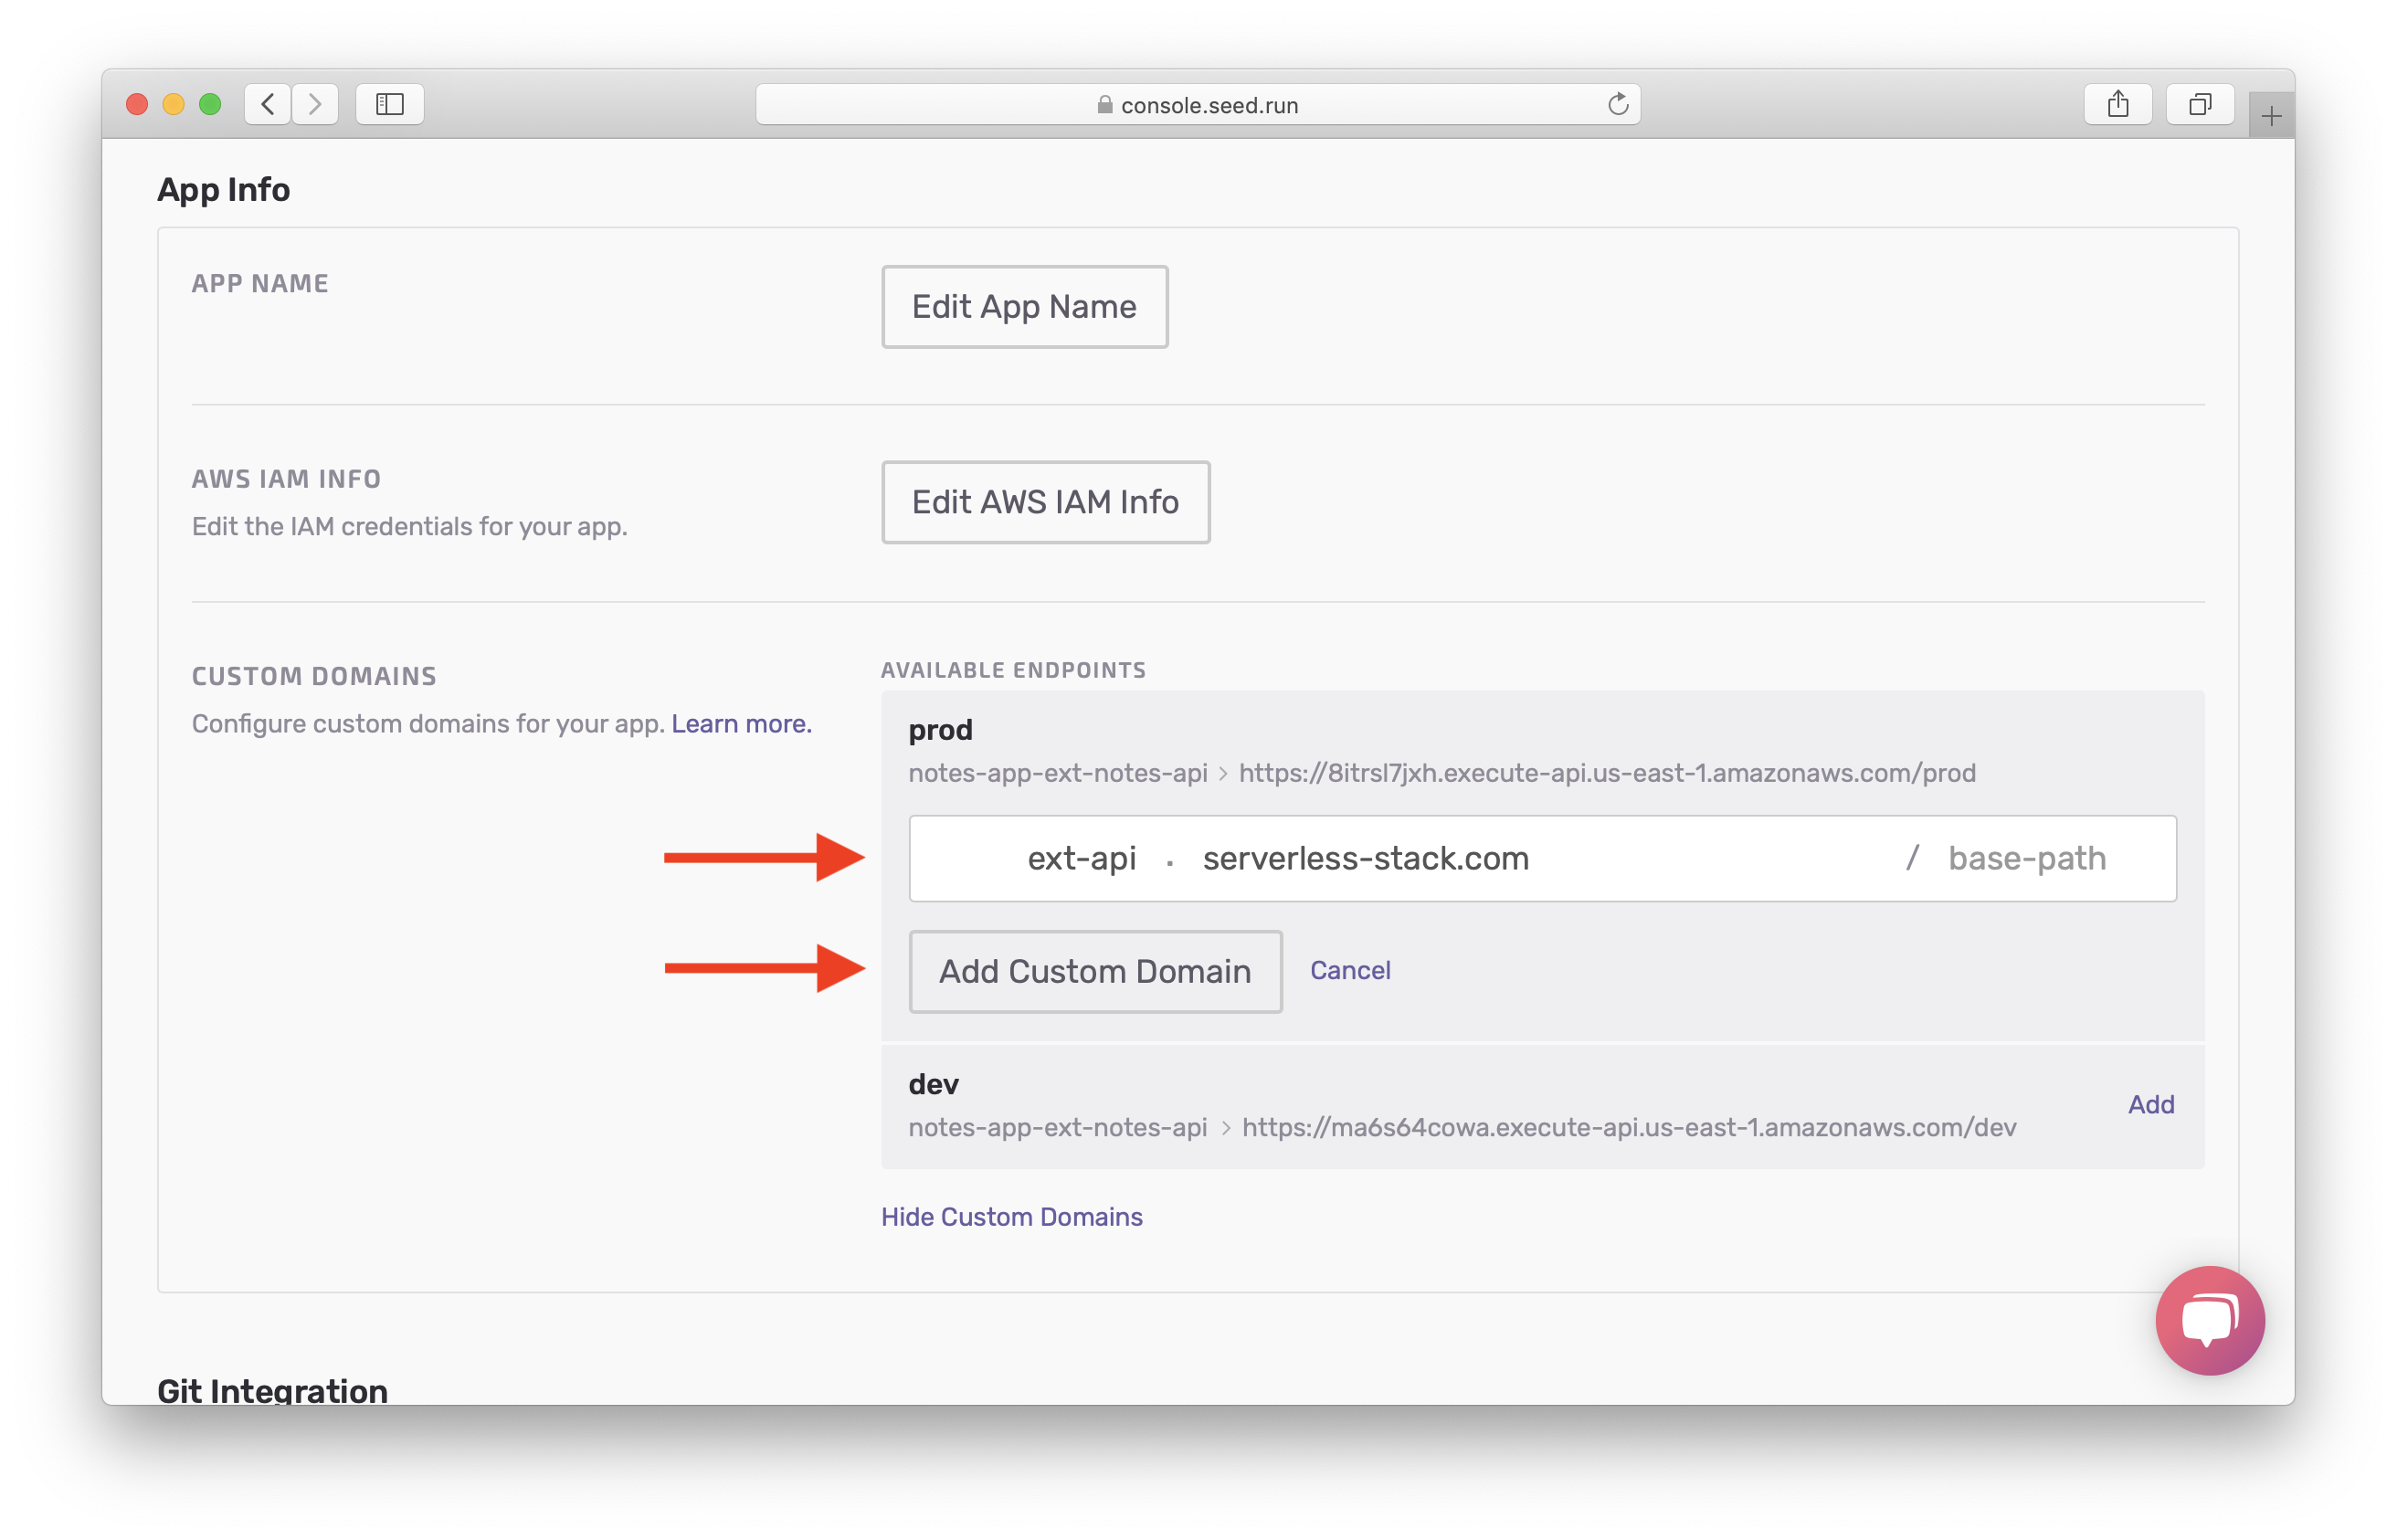 console.seed.run
App Info
APP NAME
Edit App Name
AWS IAM INFO
Edit the IAM credentials for your app.
Edit AWS IAM Info
CUSTOM DOMAINS
Configure custom domains for your app. Learn more.
AVAILABLE ENDPOINTS
prod
notes-app-ext-notes-api > https://8itrsl7jxh.execute-api.us-east-1.amazonaws.com/prod
ext-api . serverless-stack.com / base-path
Add Custom Domain Cancel
dev
notes-app-ext-notes-api > https://ma6s64cowa.execute-api.us-east-1.amazonaws.com/dev
Add
Hide Custom Domains
Git Integration